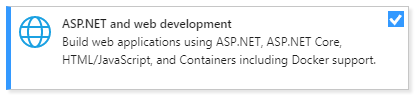 ASP.NET and web development
Build web applications using ASP.NET, ASP.NET Core,
HTML/JavaScript, and Containers including Docker support.